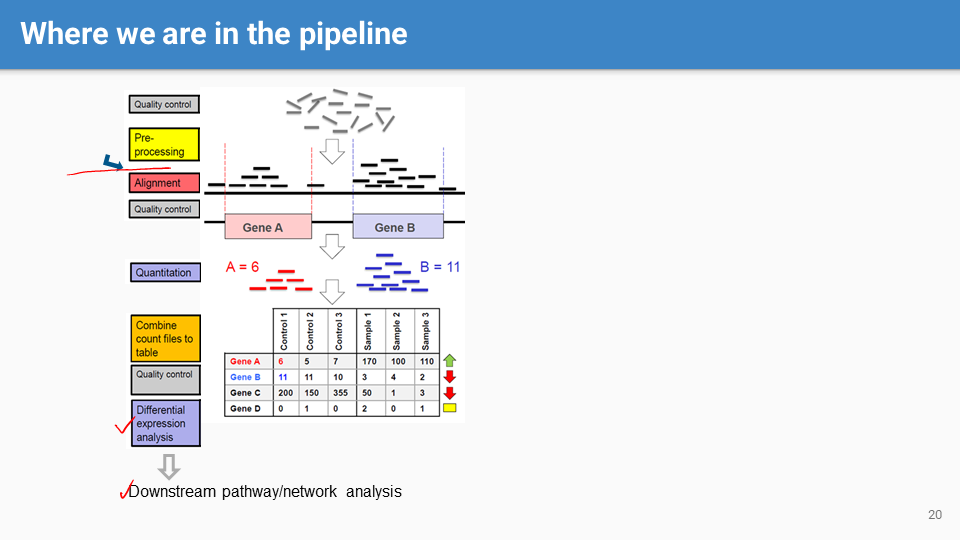 Where we are in the pipeline
Quality control
Pre-
processing
Alignment
Quality control
Gene A
Gene B
Quantitation
A = 6
B = 11
Combine
count files to
table
Quality control
Differential
expression
analysis
Control 1 Control 2 Control 3 Sample 1 Sample 2 Sample 3
Gene A 6 5 7 170 100 110
Gene B 11 11 10 3 4 2
Gene C 200 150 355 50 1 3
Gene D 0 1 0 2 0 1
Downstream pathway/network analysis
20